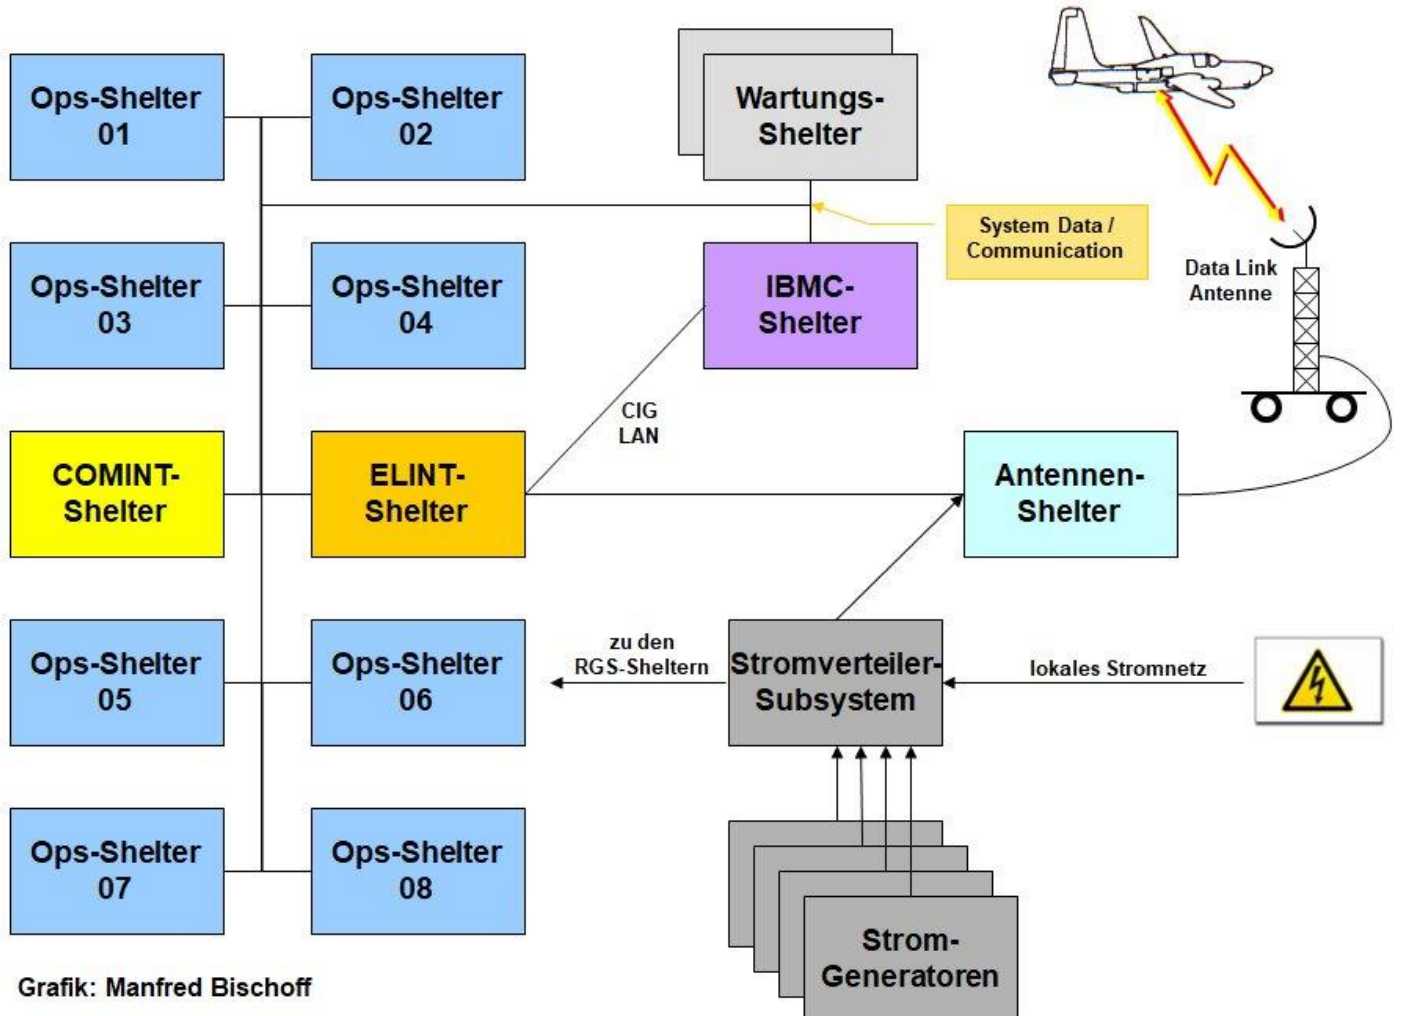 Ops-Shelter
01
Ops-Shelter
02
Wartungs-
Shelter
System Data /
Communication
Ops-Shelter
03
Ops-Shelter
04
IBMC-
Shelter
Data Link
Antenne
CIG
LAN
COMINT-
Shelter
ELINT-
Shelter
Antennen-
Shelter
Ops-Shelter
05
Ops-Shelter
06
zu den
RGS-Sheltern
Stromverteiler-
Subsystem
lokales Stromnetz
Ops-Shelter
07
Ops-Shelter
08
Strom-
Generatoren
Grafik: Manfred Bischoff